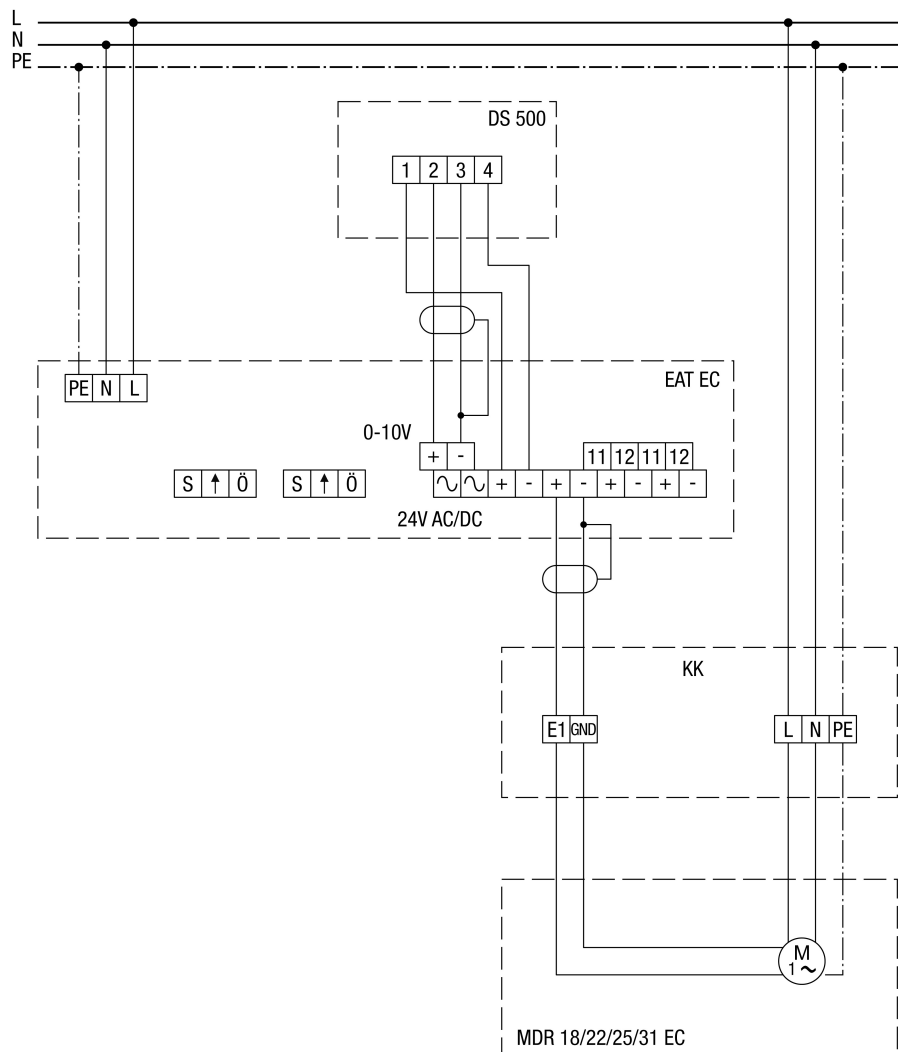 L
N
PE
DS 500
1 2 3 4
EAT EC
PE N L
0-10V
+ -
11 12 11 12
S ↑ Ö S ↑ Ö
∿ ∿ + - + - + - + -
24V AC/DC
KK
E1 GND
L N PE
M
1 ~
MDR 18/22/25/31 EC